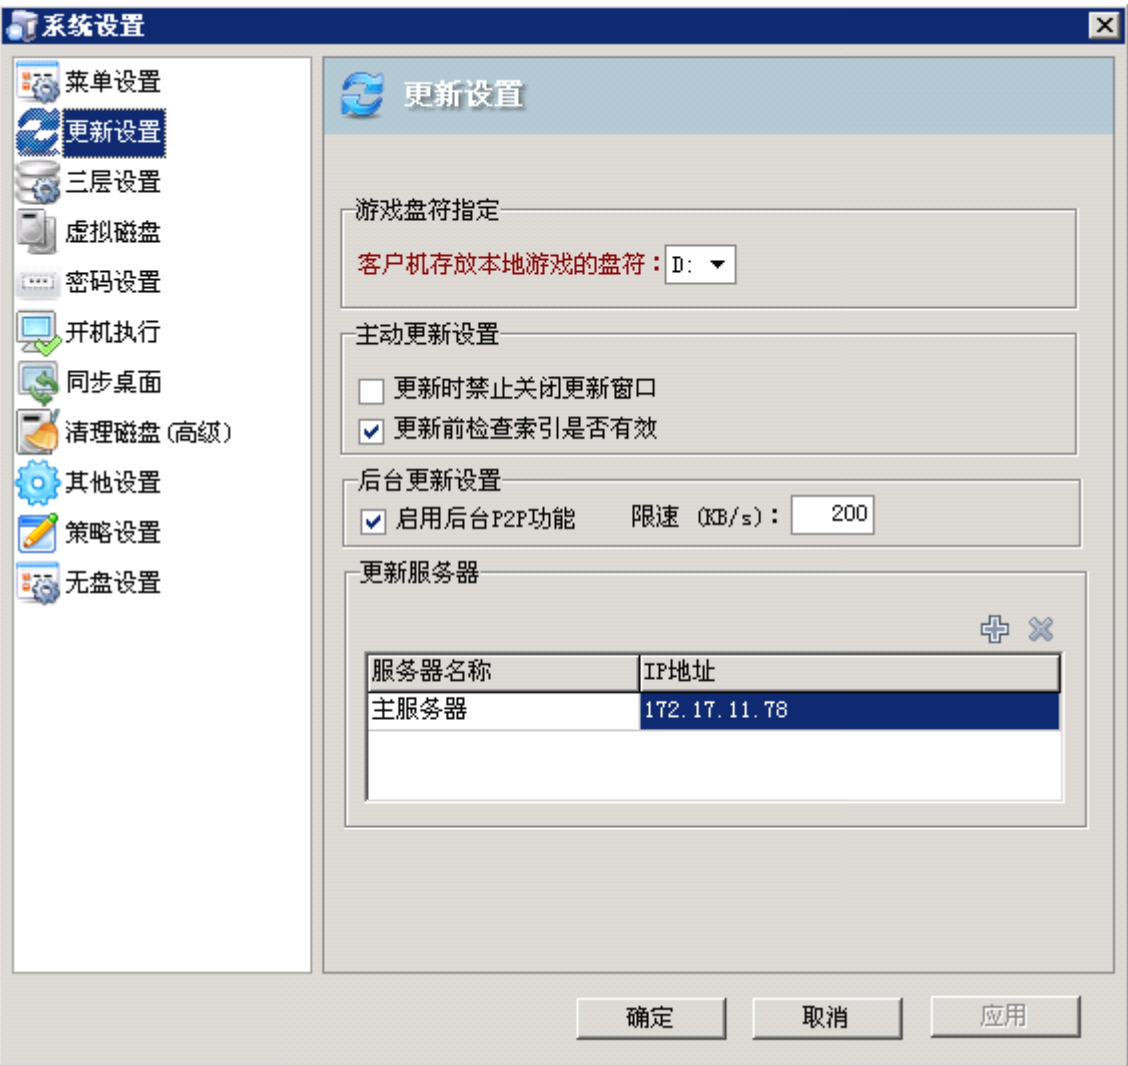 系统设置
菜单设置
更新设置
三层设置
虚拟磁盘
密码设置
开机执行
同步桌面
清理磁盘(高级)
其他设置
策略设置
无盘设置
更新设置
游戏盘符指定
客户机存放本地游戏的盘符：D:
主动更新设置
更新时禁止关闭更新窗口
更新前检查索引是否有效
后台更新设置
启用后台P2P功能 限速 (KB/s)： 200
更新服务器
服务器名称 IP地址
主服务器 172.17.11.78
确定 取消 应用